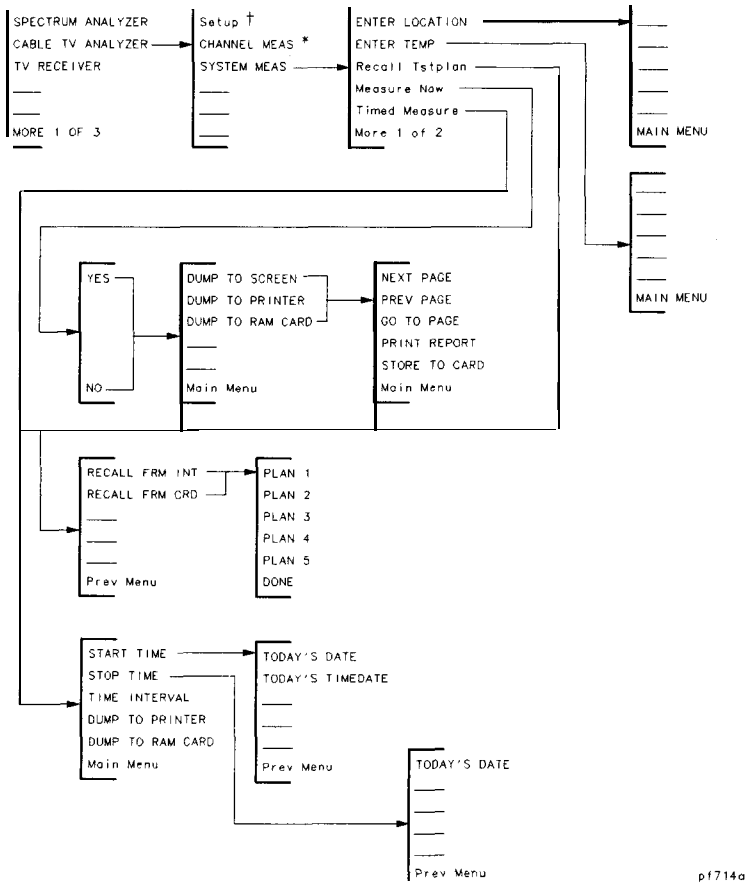 SPECTRUM ANALYZER
CABLE TV ANALYZER
TV RECEIVER
MORE 1 OF 3
Setup †
CHANNEL MEAS *
SYSTEM MEAS
ENTER LOCATION
ENTER TEMP
Recall Tstplan
Measure Now
Timed Measure
More 1 of 2
MAIN MENU
MAIN MENU
YES
NO
DUMP TO SCREEN
DUMP TO PRINTER
DUMP TO RAM CARD
Main Menu
NEXT PAGE
PREV PAGE
GO TO PAGE
PRINT REPORT
STORE TO CARD
Main Menu
RECALL FRM INT
RECALL FRM CRD
Prev Menu
PLAN 1
PLAN 2
PLAN 3
PLAN 4
PLAN 5
DONE
START TIME
STOP TIME
TIME INTERVAL
DUMP TO PRINTER
DUMP TO RAM CARD
Main Menu
TODAY'S DATE
TODAY'S TIMEDATE
Prev Menu
TODAY'S DATE
Prev Menu
pf714a